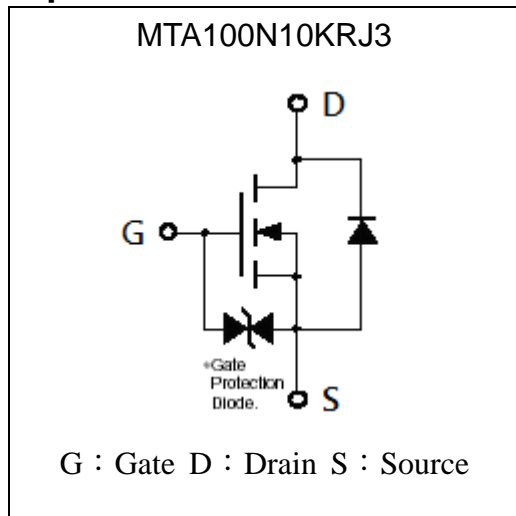 MTA100N10KRJ3
D
G
*Gate
Protection
Diode.
S
G：Gate D：Drain S：Source